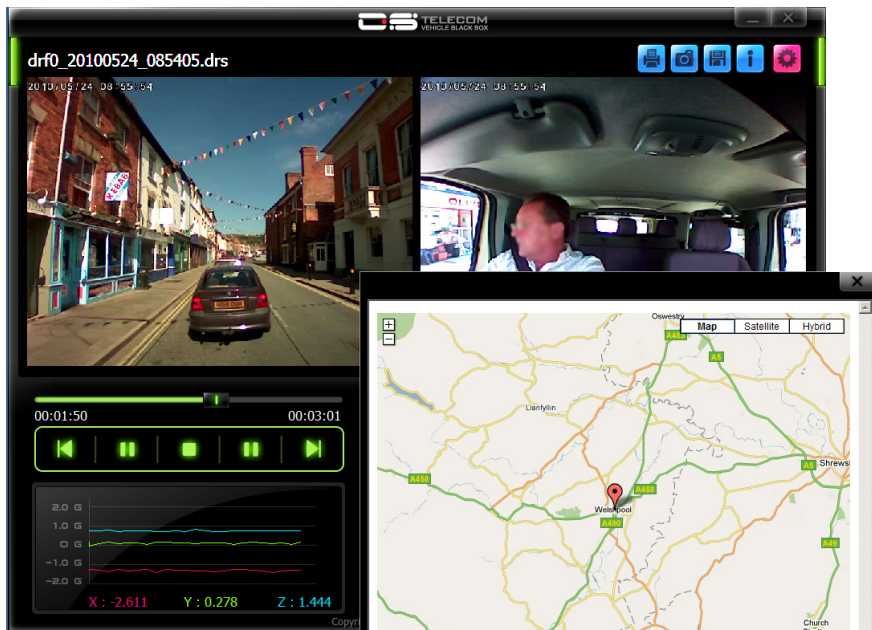 TELECOM
VEHICLE BLACK BOX
drf0_20100524_085405.drs
2010/05/24 08:55:54
2010/05/24 08:55:54
KEBAB
00:01:50
00:03:01
2.0 G
1.0 G
0 G
-1.0 G
-2.0 G
X : -2.611
Y : 0.278
Z : 1.444
Map
Satellite
Hybrid
Oswestry
A483
A5
Llanfyllin
A5
Shrews
A458
A458
Welshpool
A490
A49
Church